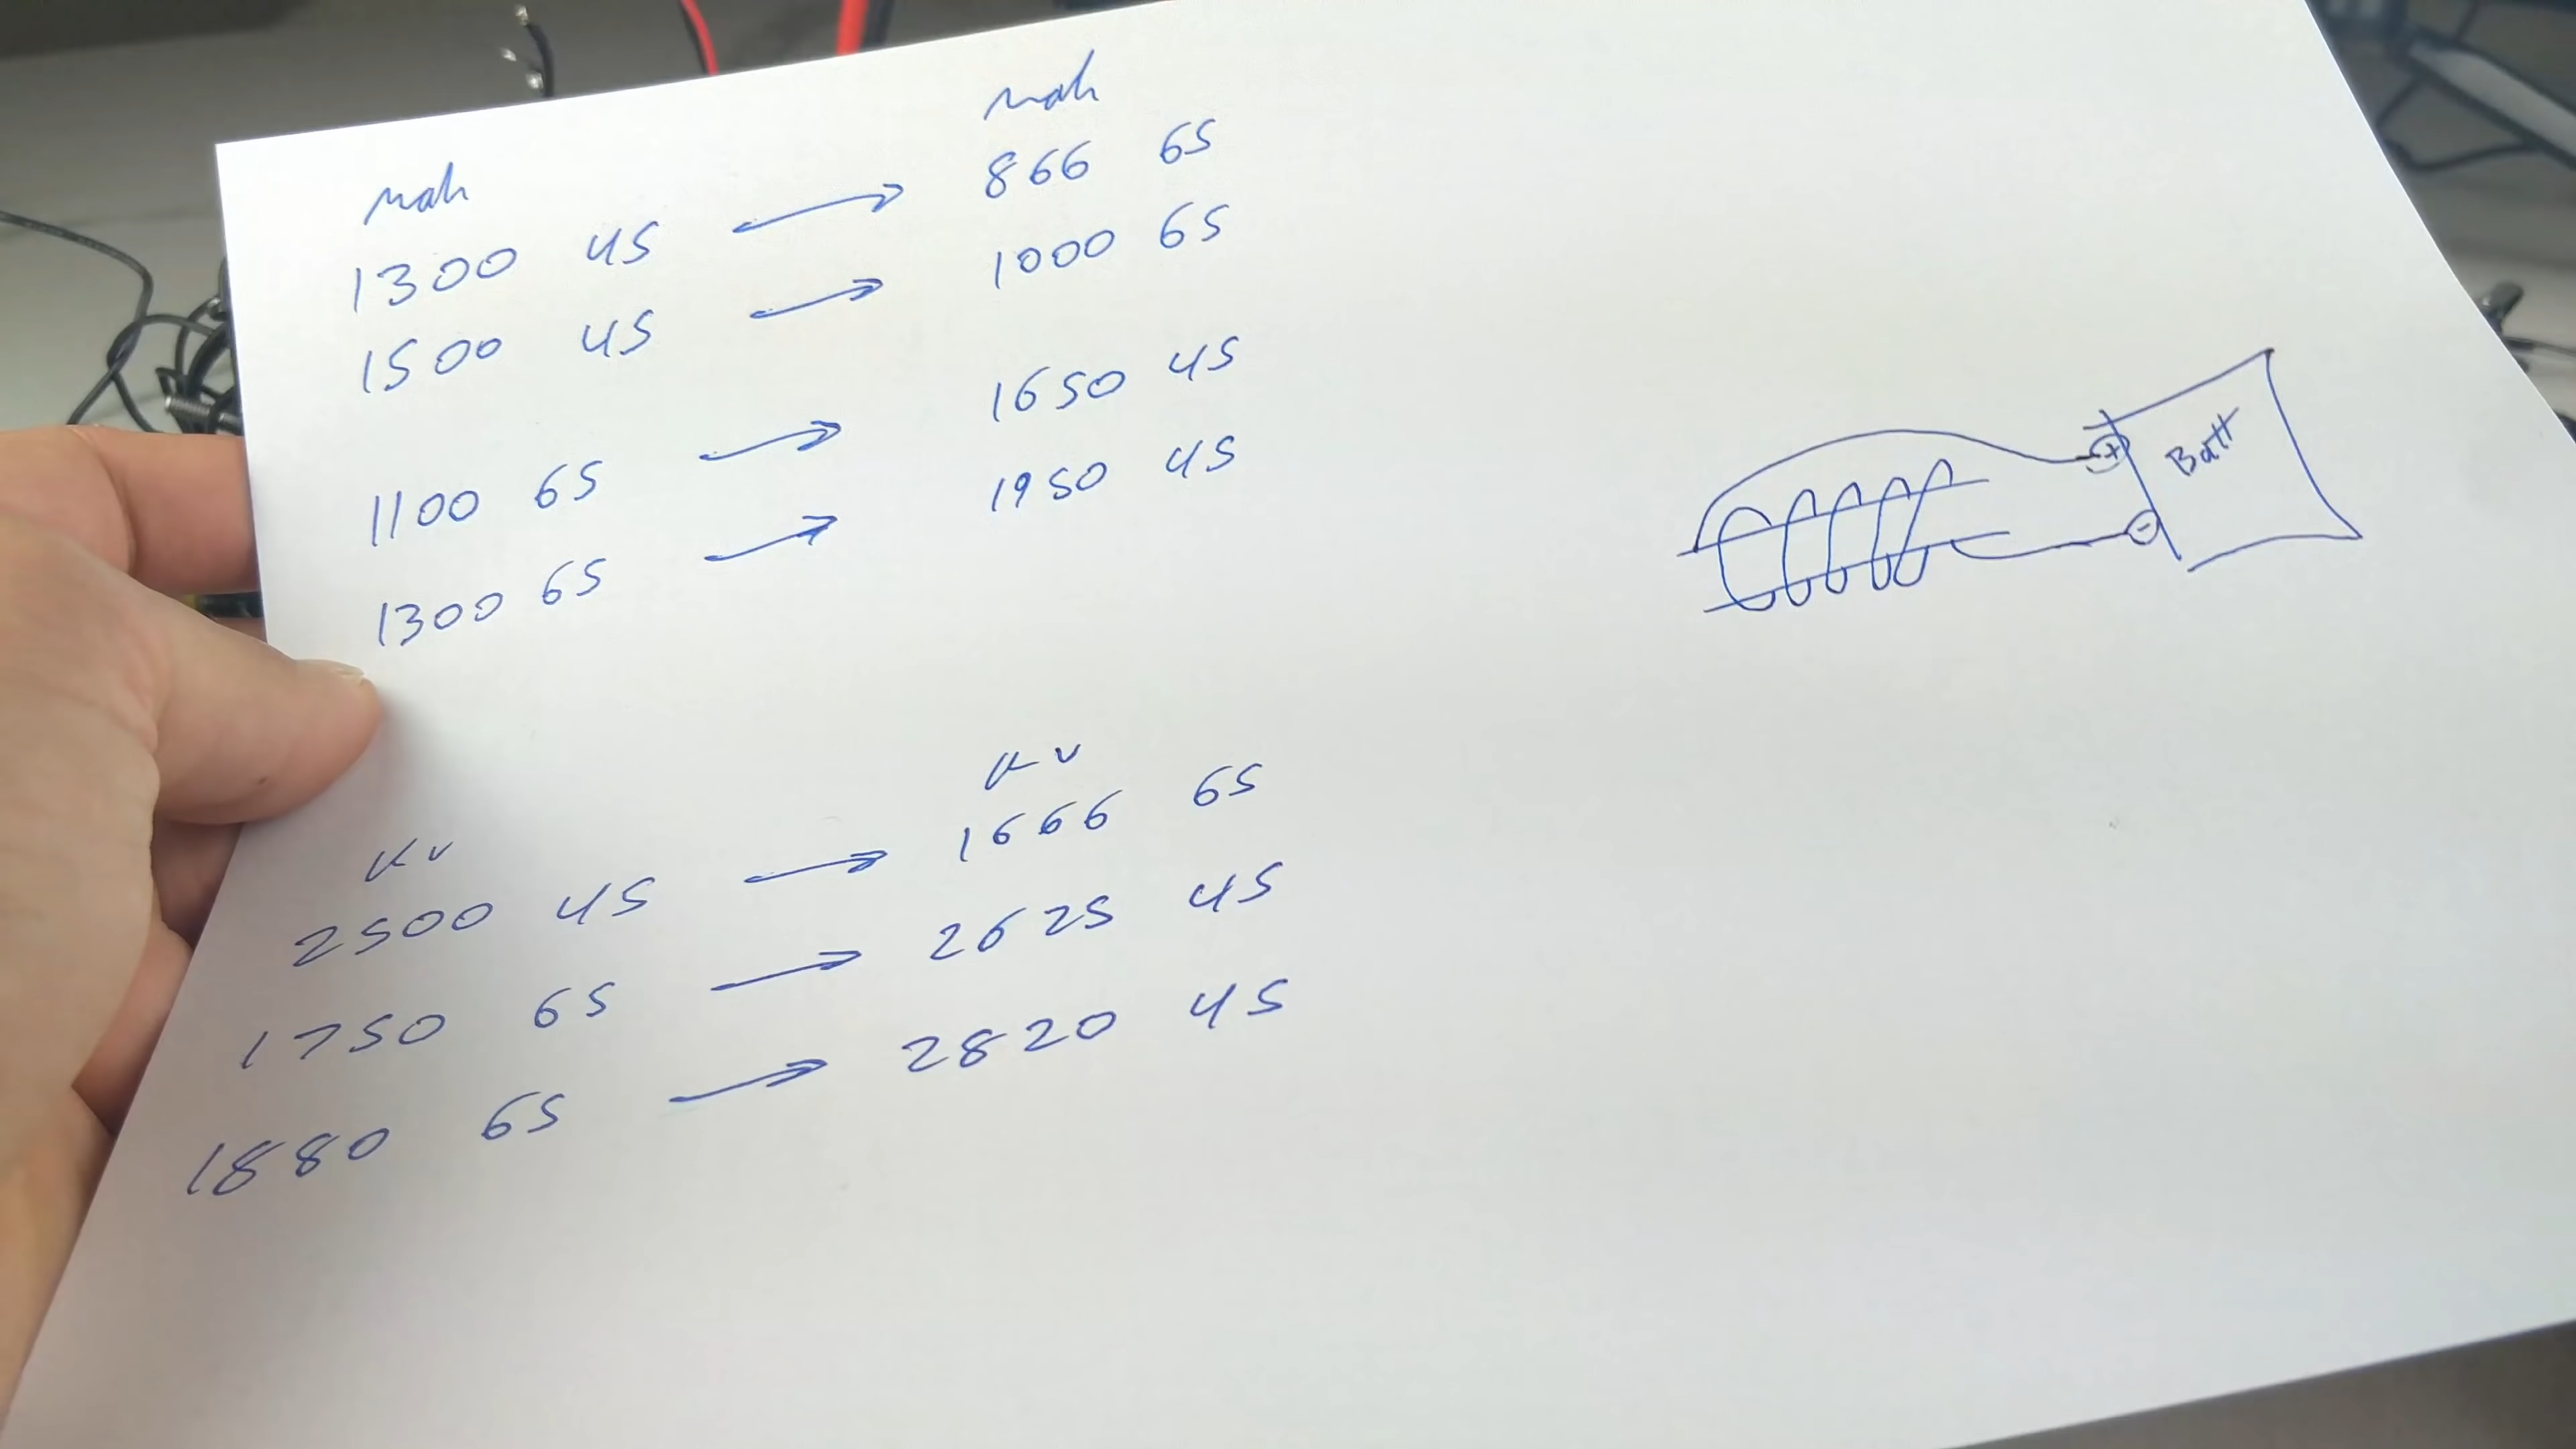 mah mah
1300 4S → 866 6S
1500 4S → 1000 6S
1100 6S → 1650 4S
1300 6S → 1950 4S
KV KV
2500 4S → 1666 6S
1750 6S → 2625 4S
1880 6S → 2820 4S
+ Batt
-